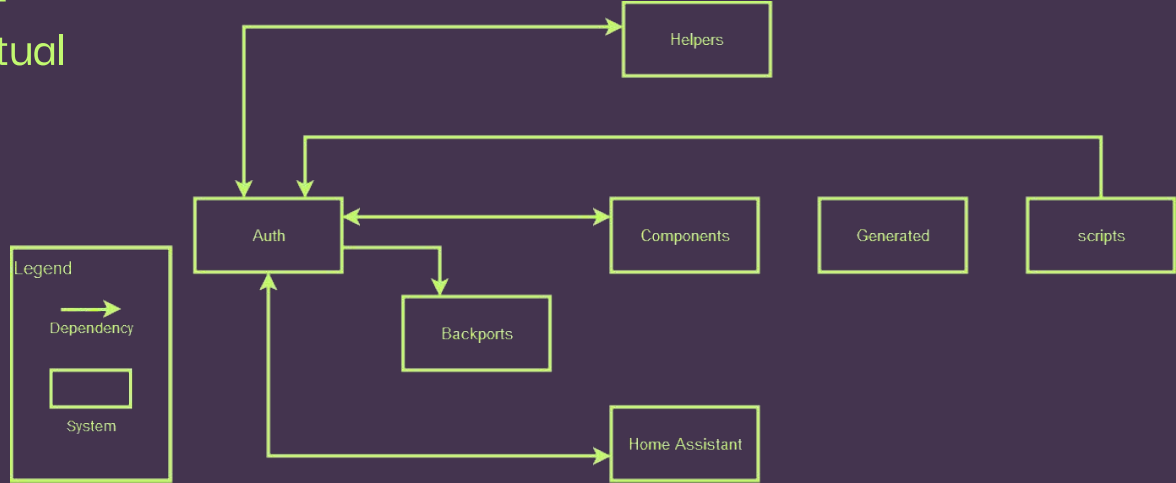 tual
Helpers
Auth
Components
Generated
scripts
Legend
Dependency
Backports
System
Home Assistant